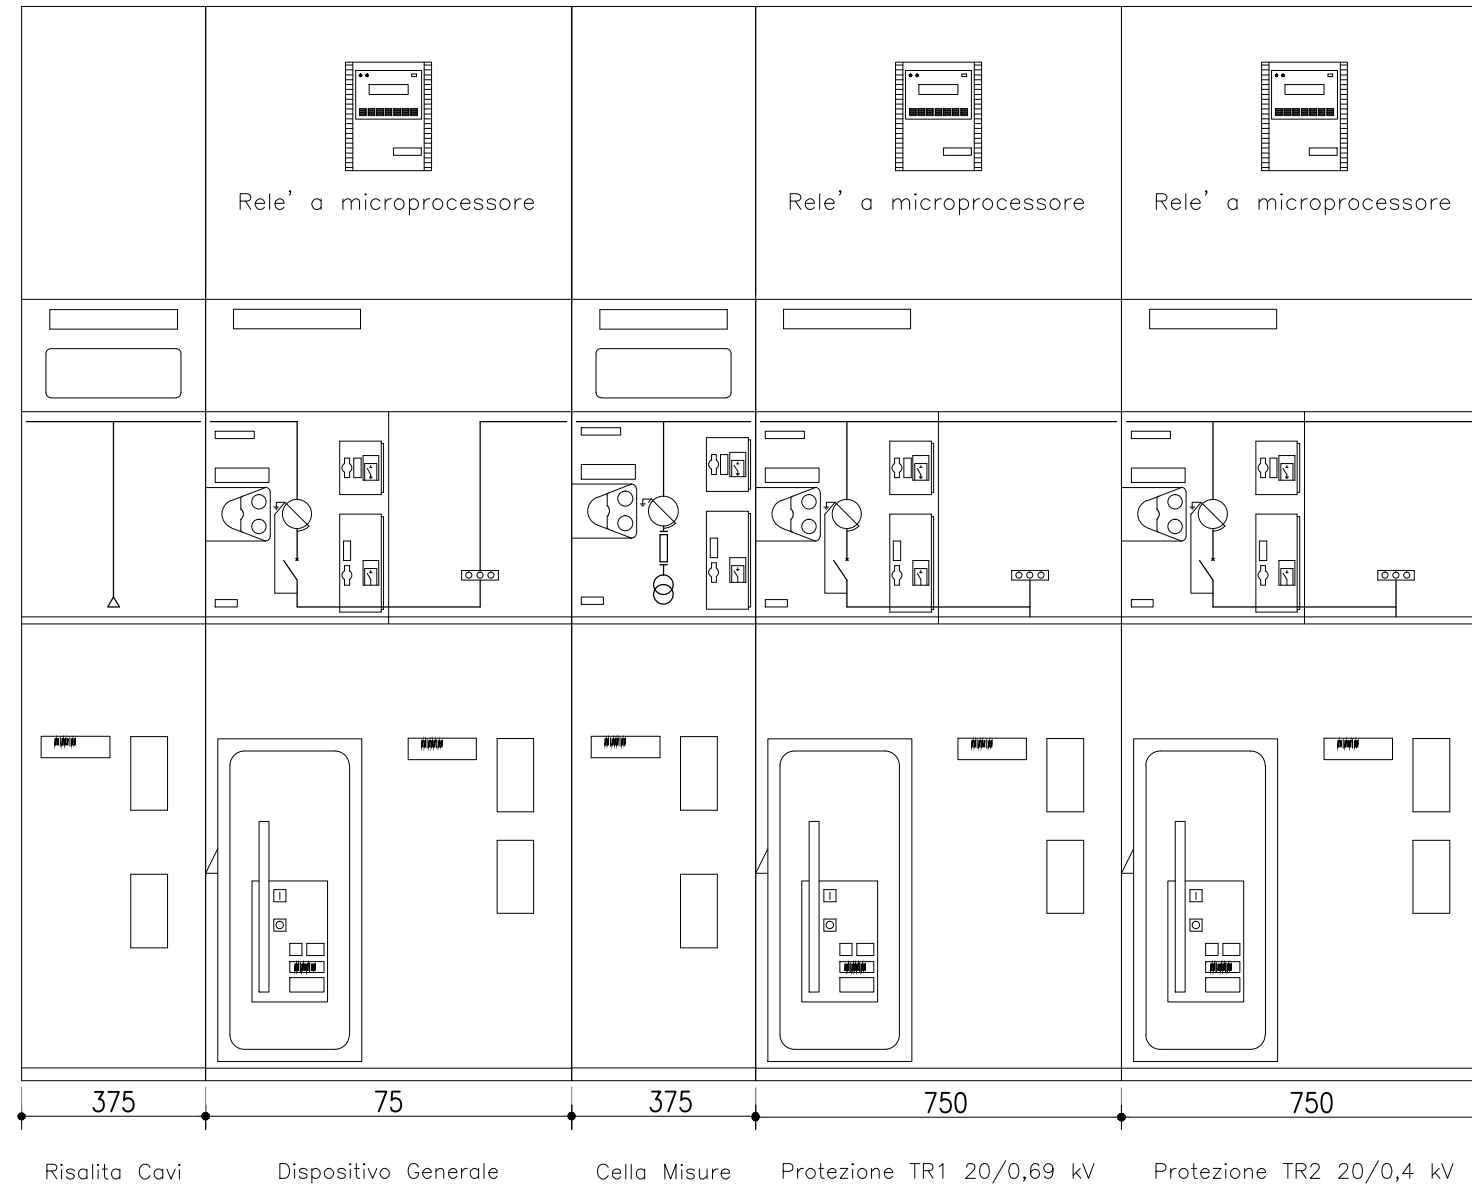 Rele' a microprocessore
Rele' a microprocessore
Rele' a microprocessore
375
75
375
750
750
Risalita Cavi
Dispositivo Generale
Cella Misure
Protezione TR1 20/0,69 kV
Protezione TR2 20/0,4 kV